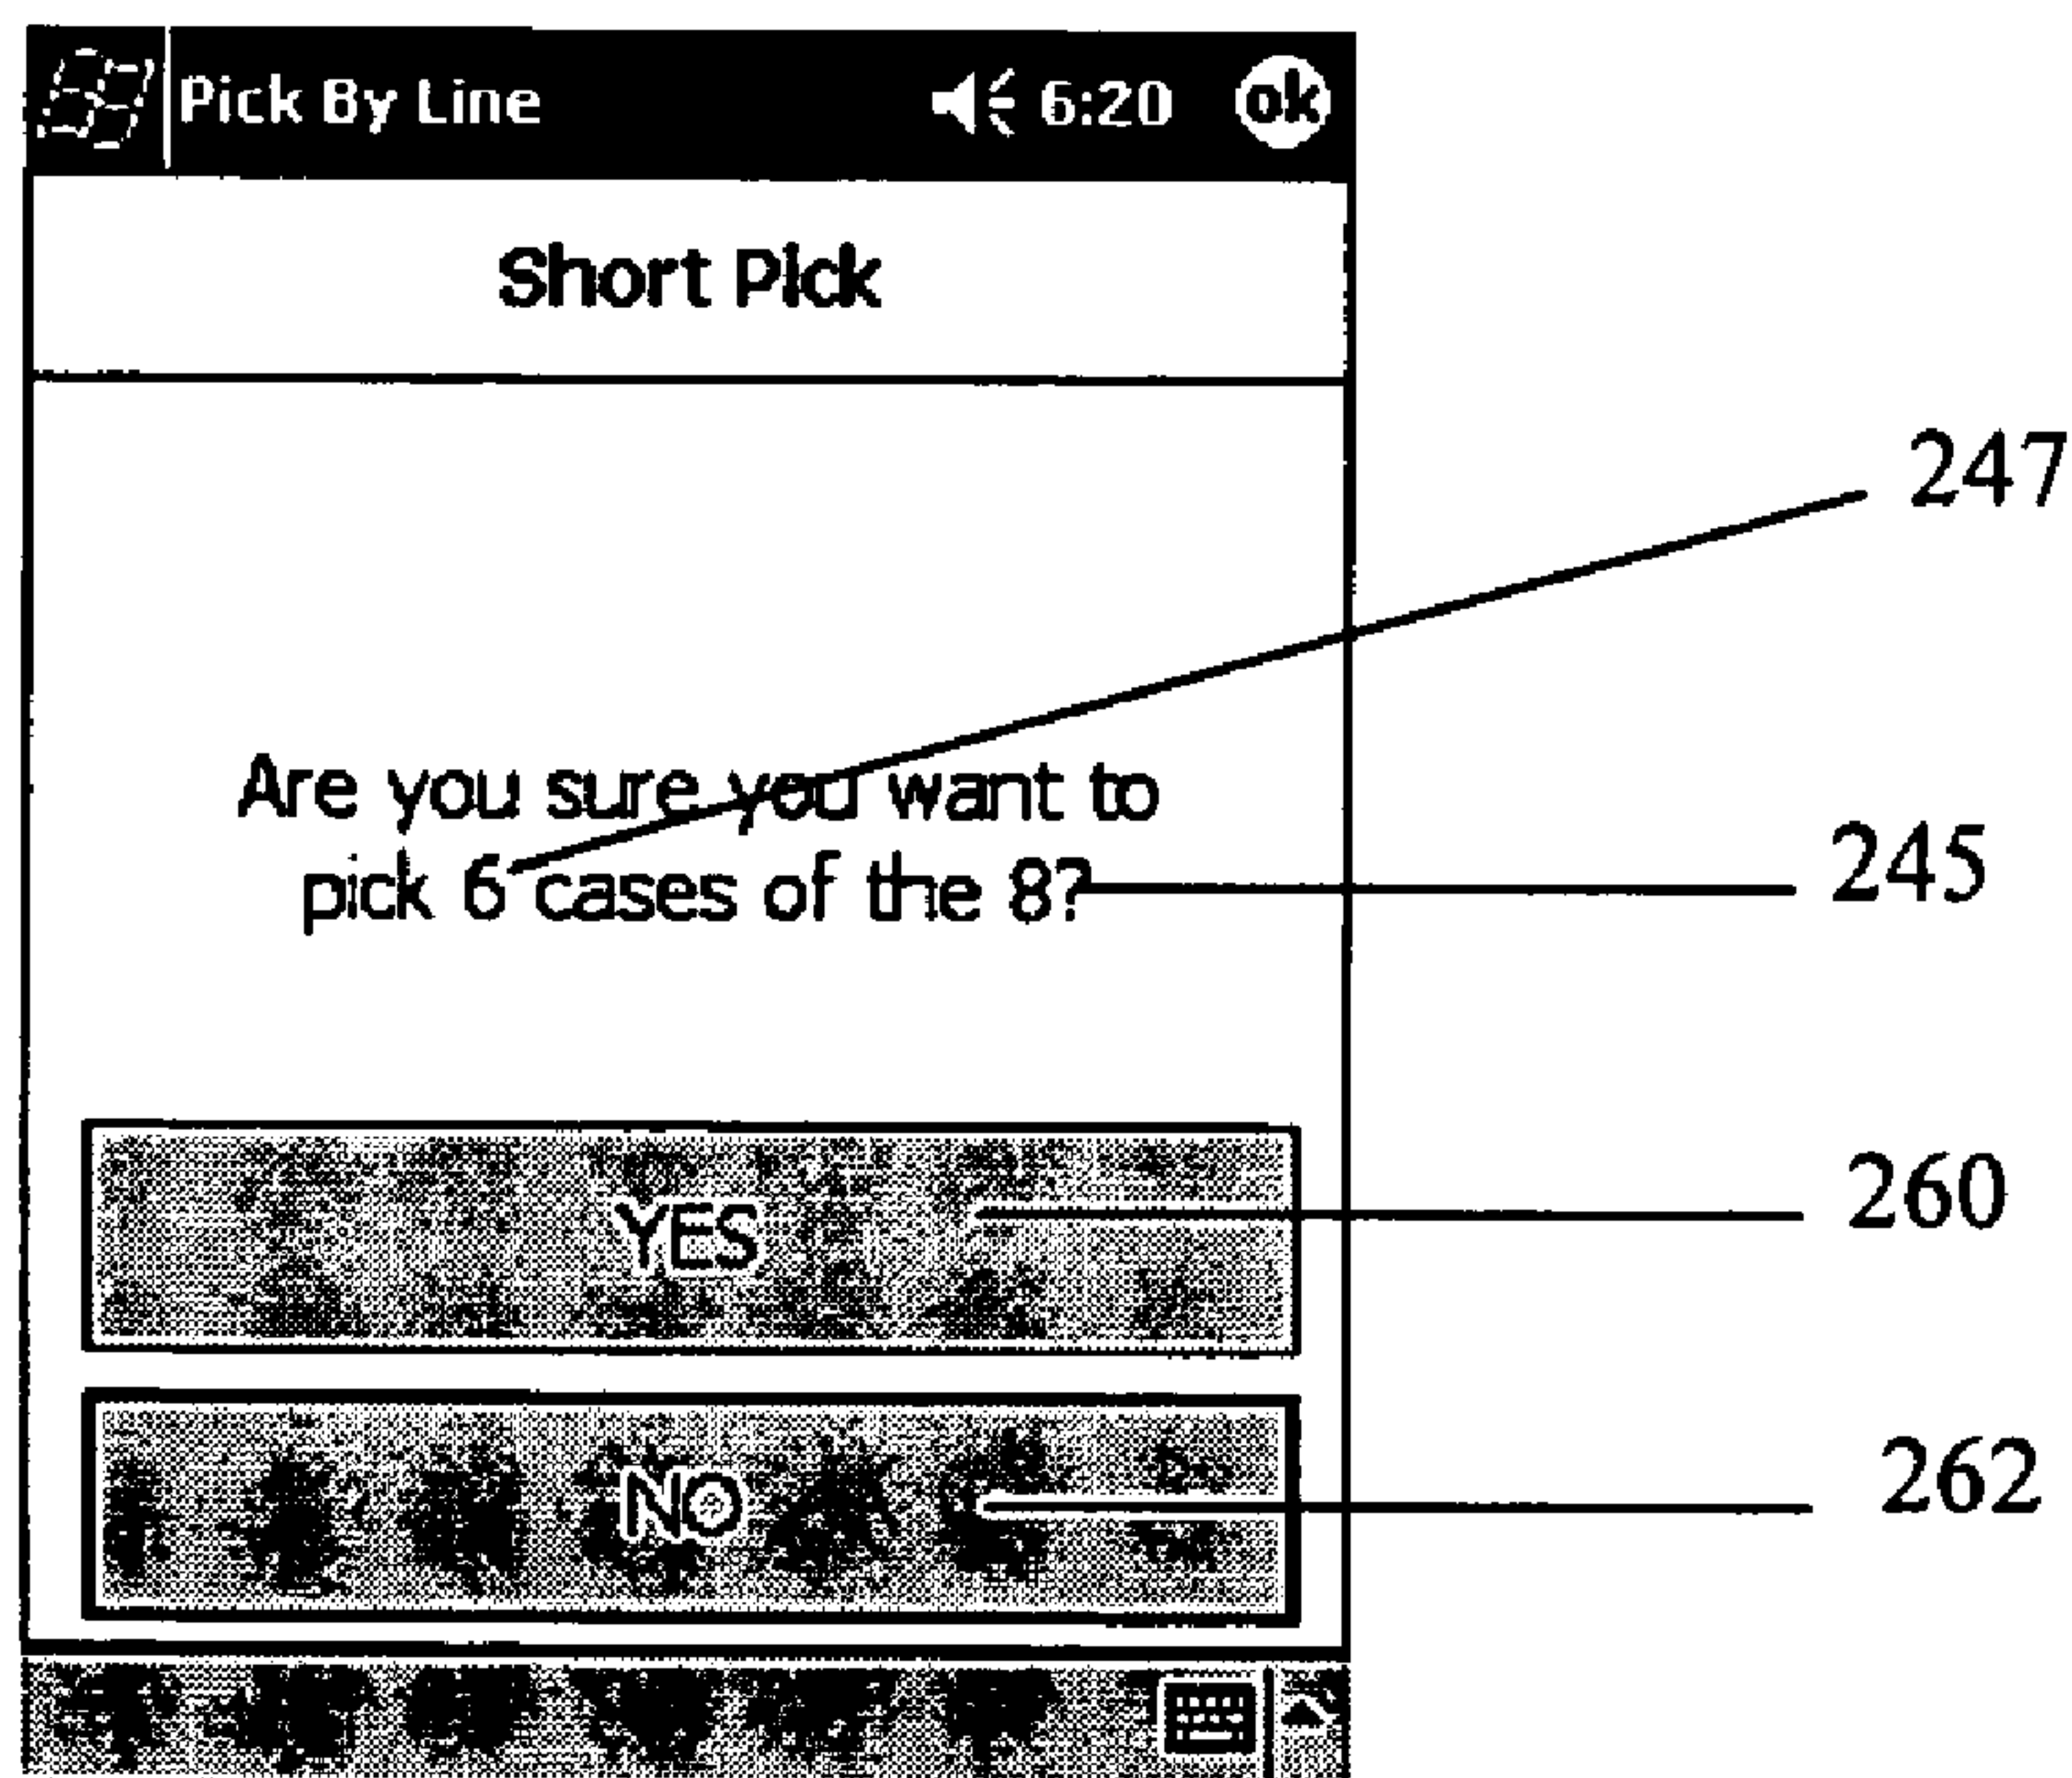 Pick By Line 6:20 ok
Short Pick
247
Are you sure you want to
pick 6 cases of the 8?
245
YES
260
NO
262